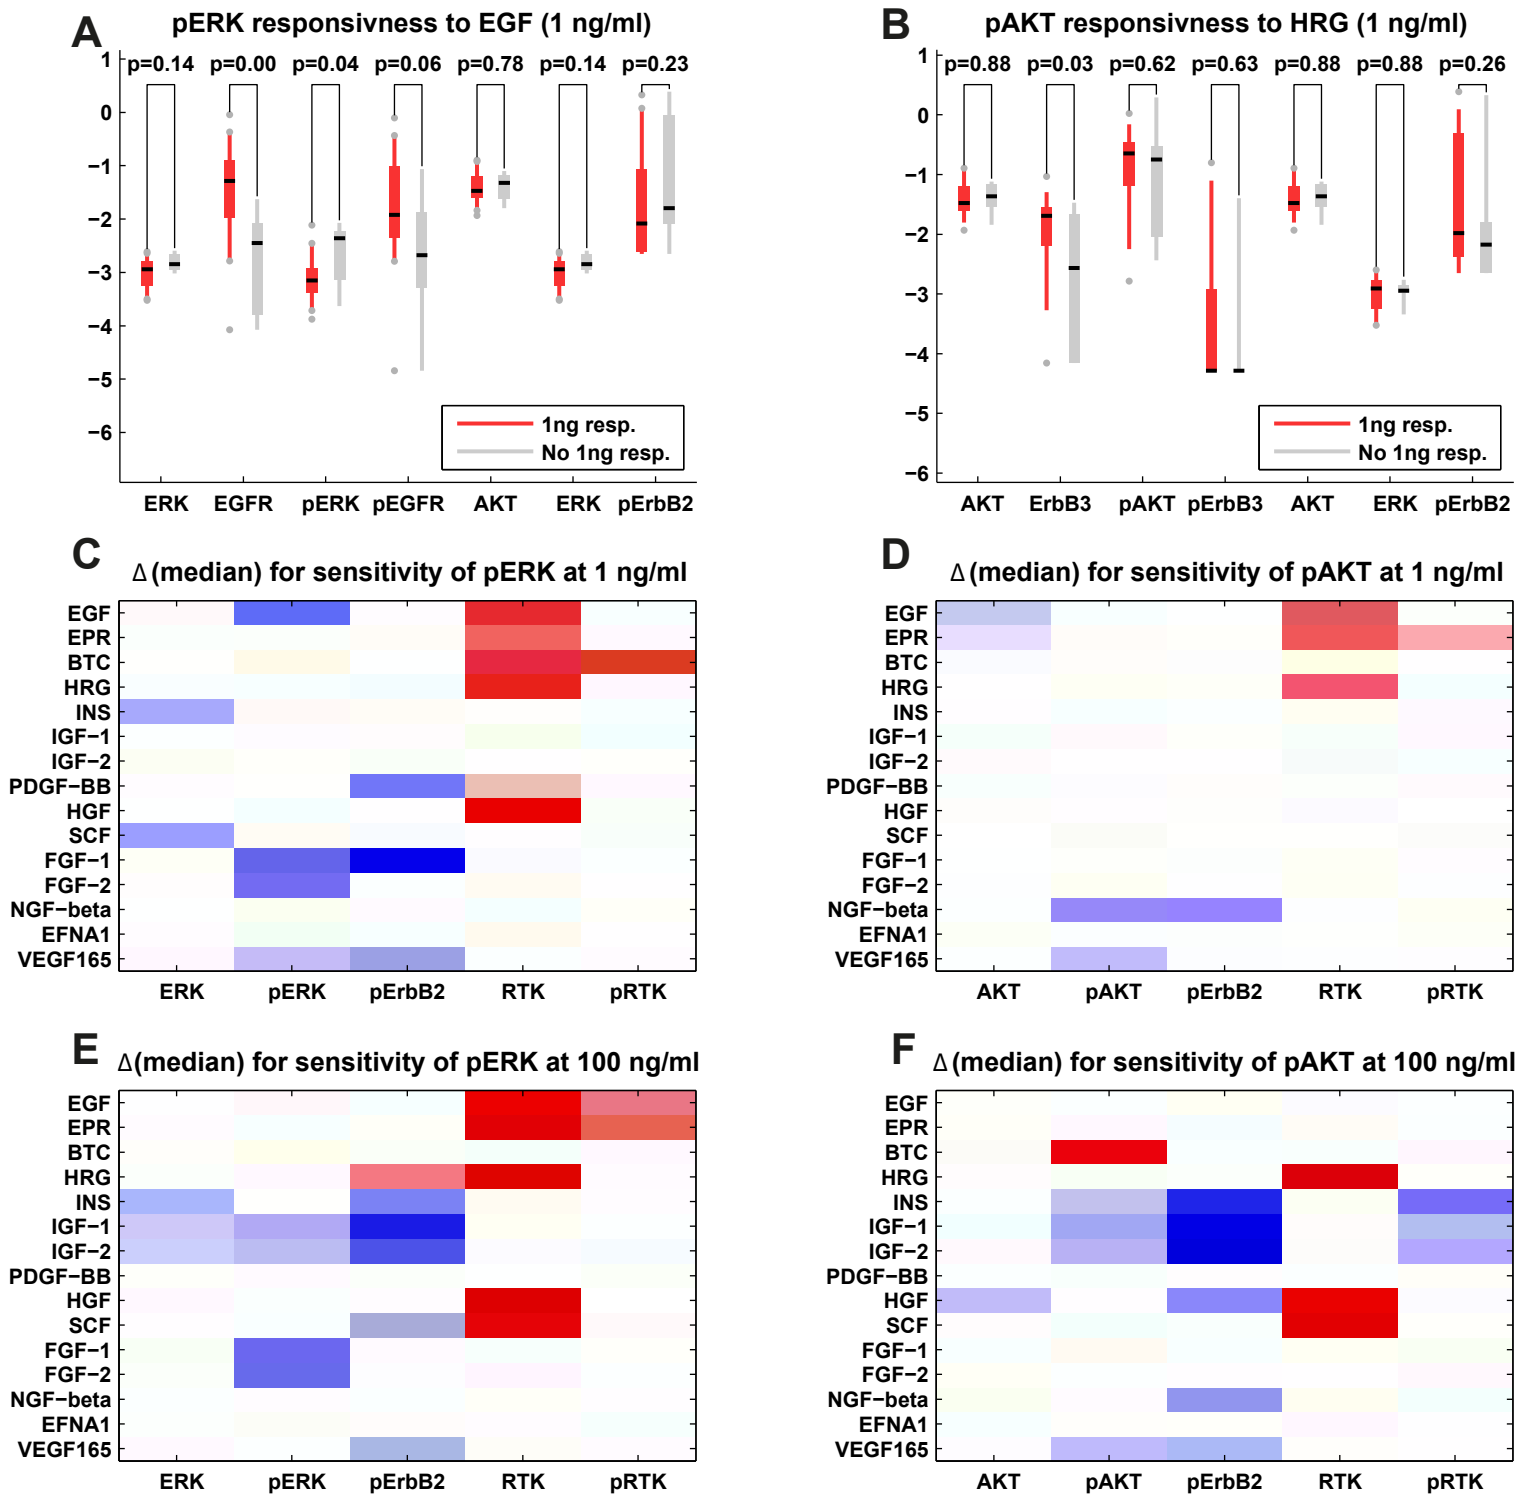 A
pERK responsivness to EGF (1 ng/ml)
p=0.14 p=0.00 p=0.04 p=0.06 p=0.78 p=0.14 p=0.23
1
0
−1
−2
−3
−4
−5
−6
1ng resp.
No 1ng resp.
ERK EGFR pERK pEGFR AKT ERK pErbB2
B
pAKT responsivness to HRG (1 ng/ml)
p=0.88 p=0.03 p=0.62 p=0.63 p=0.88 p=0.88 p=0.26
1
0
−1
−2
−3
−4
−5
−6
1ng resp.
No 1ng resp.
AKT ErbB3 pAKT pErbB3 AKT ERK pErbB2
C
Δ (median) for sensitivity of pERK at 1 ng/ml
EGF
EPR
BTC
HRG
INS
IGF−1
IGF−2
PDGF−BB
HGF
SCF
FGF−1
FGF−2
NGF−beta
EFNA1
VEGF165
ERK pERK pErbB2 RTK pRTK
D
Δ (median) for sensitivity of pAKT at 1 ng/ml
EGF
EPR
BTC
HRG
INS
IGF−1
IGF−2
PDGF−BB
HGF
SCF
FGF−1
FGF−2
NGF−beta
EFNA1
VEGF165
AKT pAKT pErbB2 RTK pRTK
E
Δ (median) for sensitivity of pERK at 100 ng/ml
EGF
EPR
BTC
HRG
INS
IGF−1
IGF−2
PDGF−BB
HGF
SCF
FGF−1
FGF−2
NGF−beta
EFNA1
VEGF165
ERK pERK pErbB2 RTK pRTK
F
Δ (median) for sensitivity of pAKT at 100 ng/ml
EGF
EPR
BTC
HRG
INS
IGF−1
IGF−2
PDGF−BB
HGF
SCF
FGF−1
FGF−2
NGF−beta
EFNA1
VEGF165
AKT pAKT pErbB2 RTK pRTK